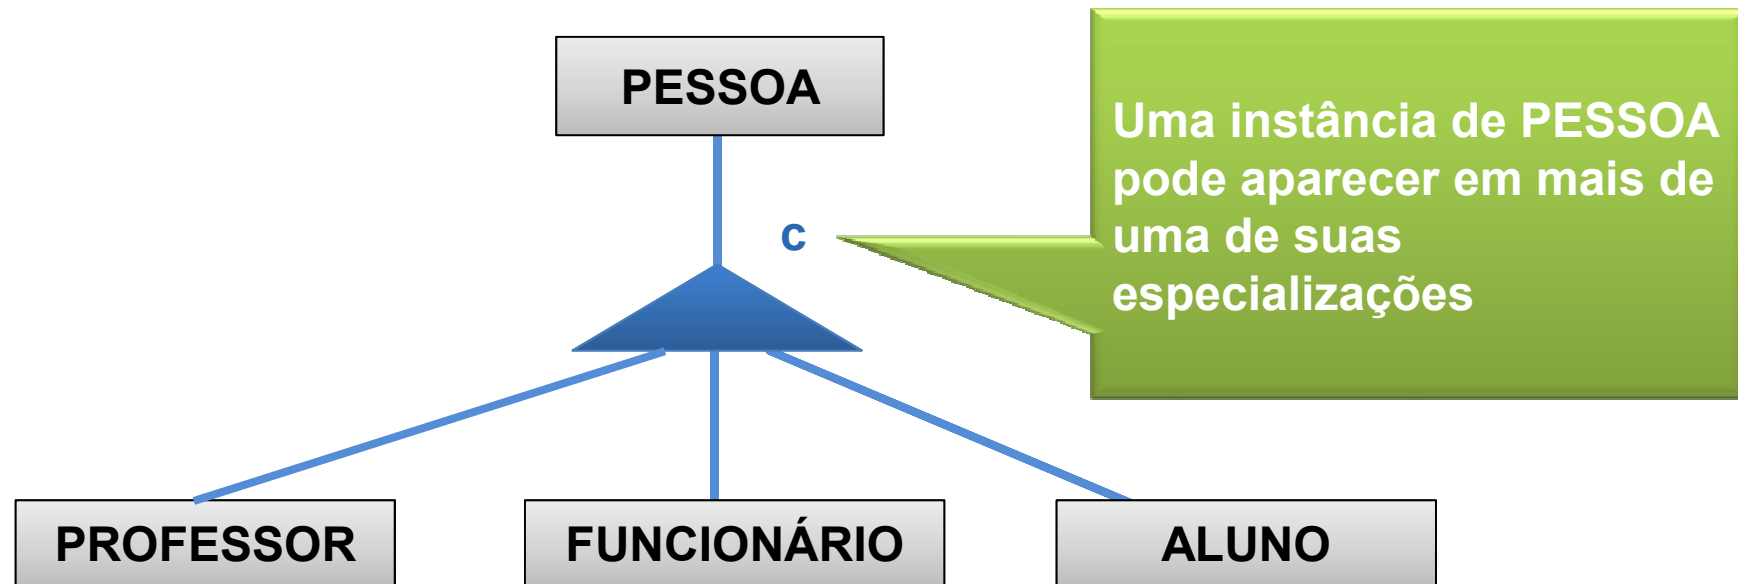 PESSOA
Uma instância de PESSOA
pode aparecer em mais de
uma de suas
especializações
c
PROFESSOR
FUNCIONÁRIO
ALUNO